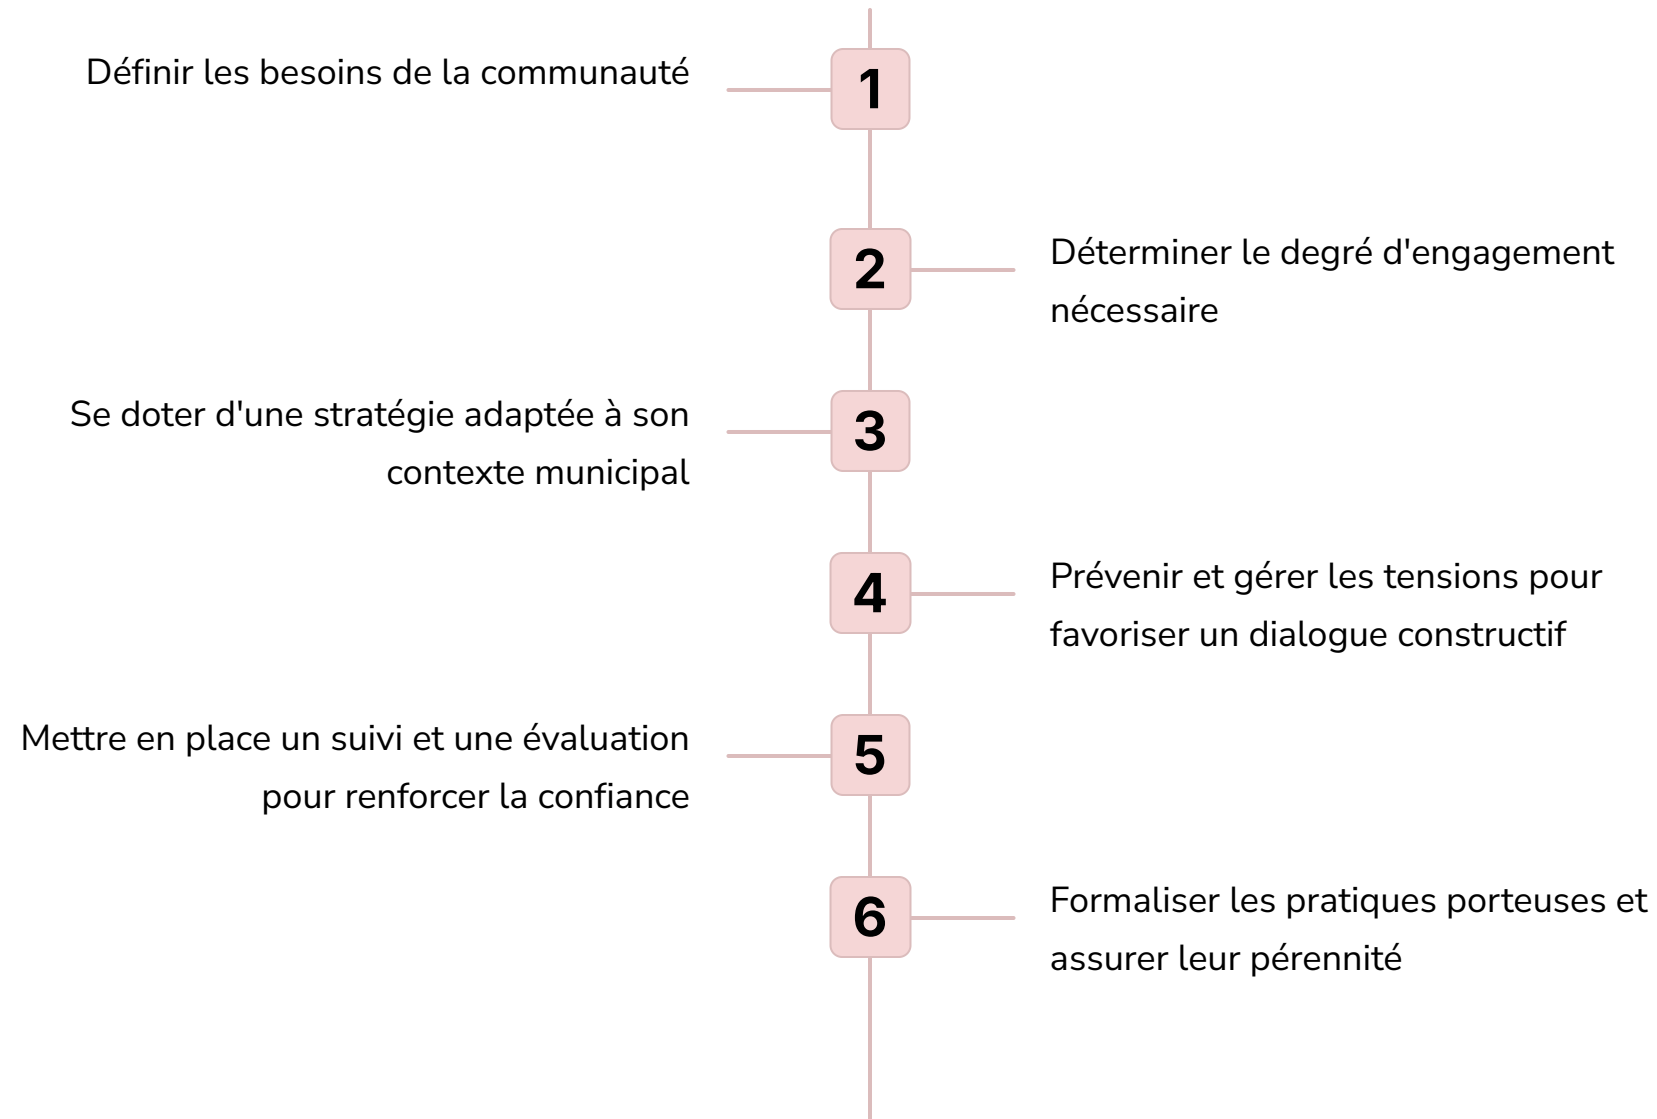 Définir les besoins de la communauté
1
2
Déterminer le degré d'engagement
nécessaire
Se doter d'une stratégie adaptée à son
contexte municipal
3
4
Prévenir et gérer les tensions pour
favoriser un dialogue constructif
Mettre en place un suivi et une évaluation
pour renforcer la confiance
5
6
Formaliser les pratiques porteuses et
assurer leur pérennité